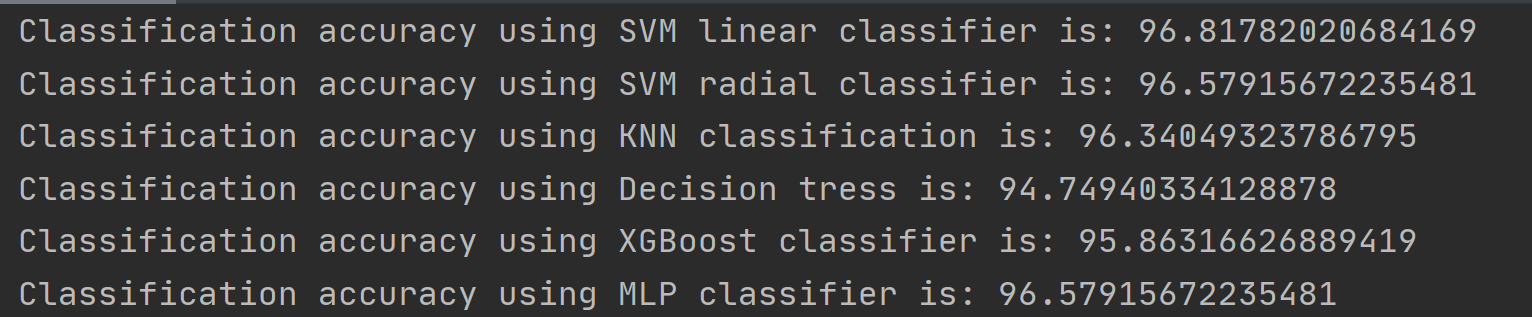 Classification accuracy using SVM linear classifier is: 96.81782020684169
Classification accuracy using SVM radial classifier is: 96.57915672235481
Classification accuracy using KNN classification is: 96.34049323786795
Classification accuracy using Decision tress is: 94.74940334128878
Classification accuracy using XGBoost classifier is: 95.86316626889419
Classification accuracy using MLP classifier is: 96.57915672235481